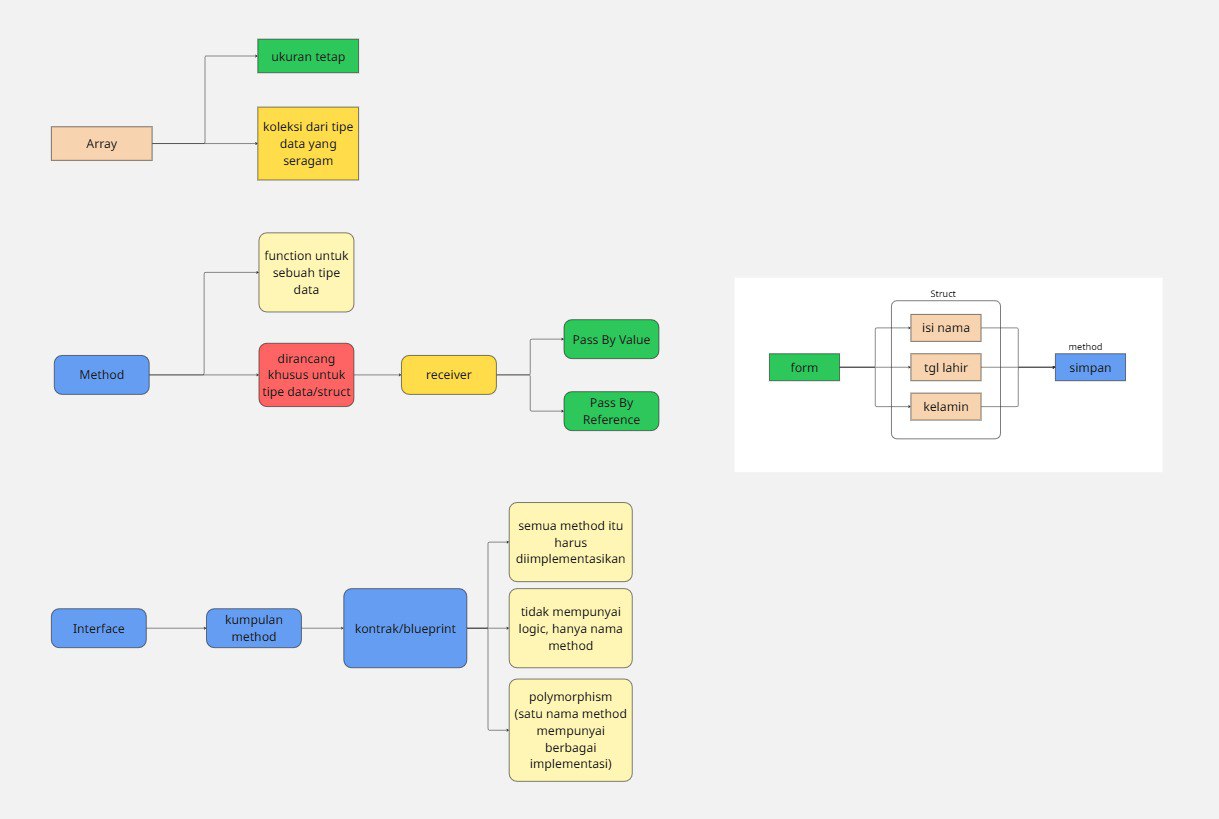 ukuran tetap
Array
koleksi dari tipe
data yang
seragam
function untuk
sebuah tipe
data
Method
dirancang
khusus untuk
tipe data/struct
receiver
Pass By Value
Pass By
Reference
Struct
form
isi nama
tgl lahir
kelamin
method
simpan
Interface
kumpulan
method
kontrak/blueprint
semua method itu
harus
diimplementasikan
tidak mempunyai
logic, hanya nama
method
polymorphism
(satu nama method
mempunyai
berbagai
implementasi)